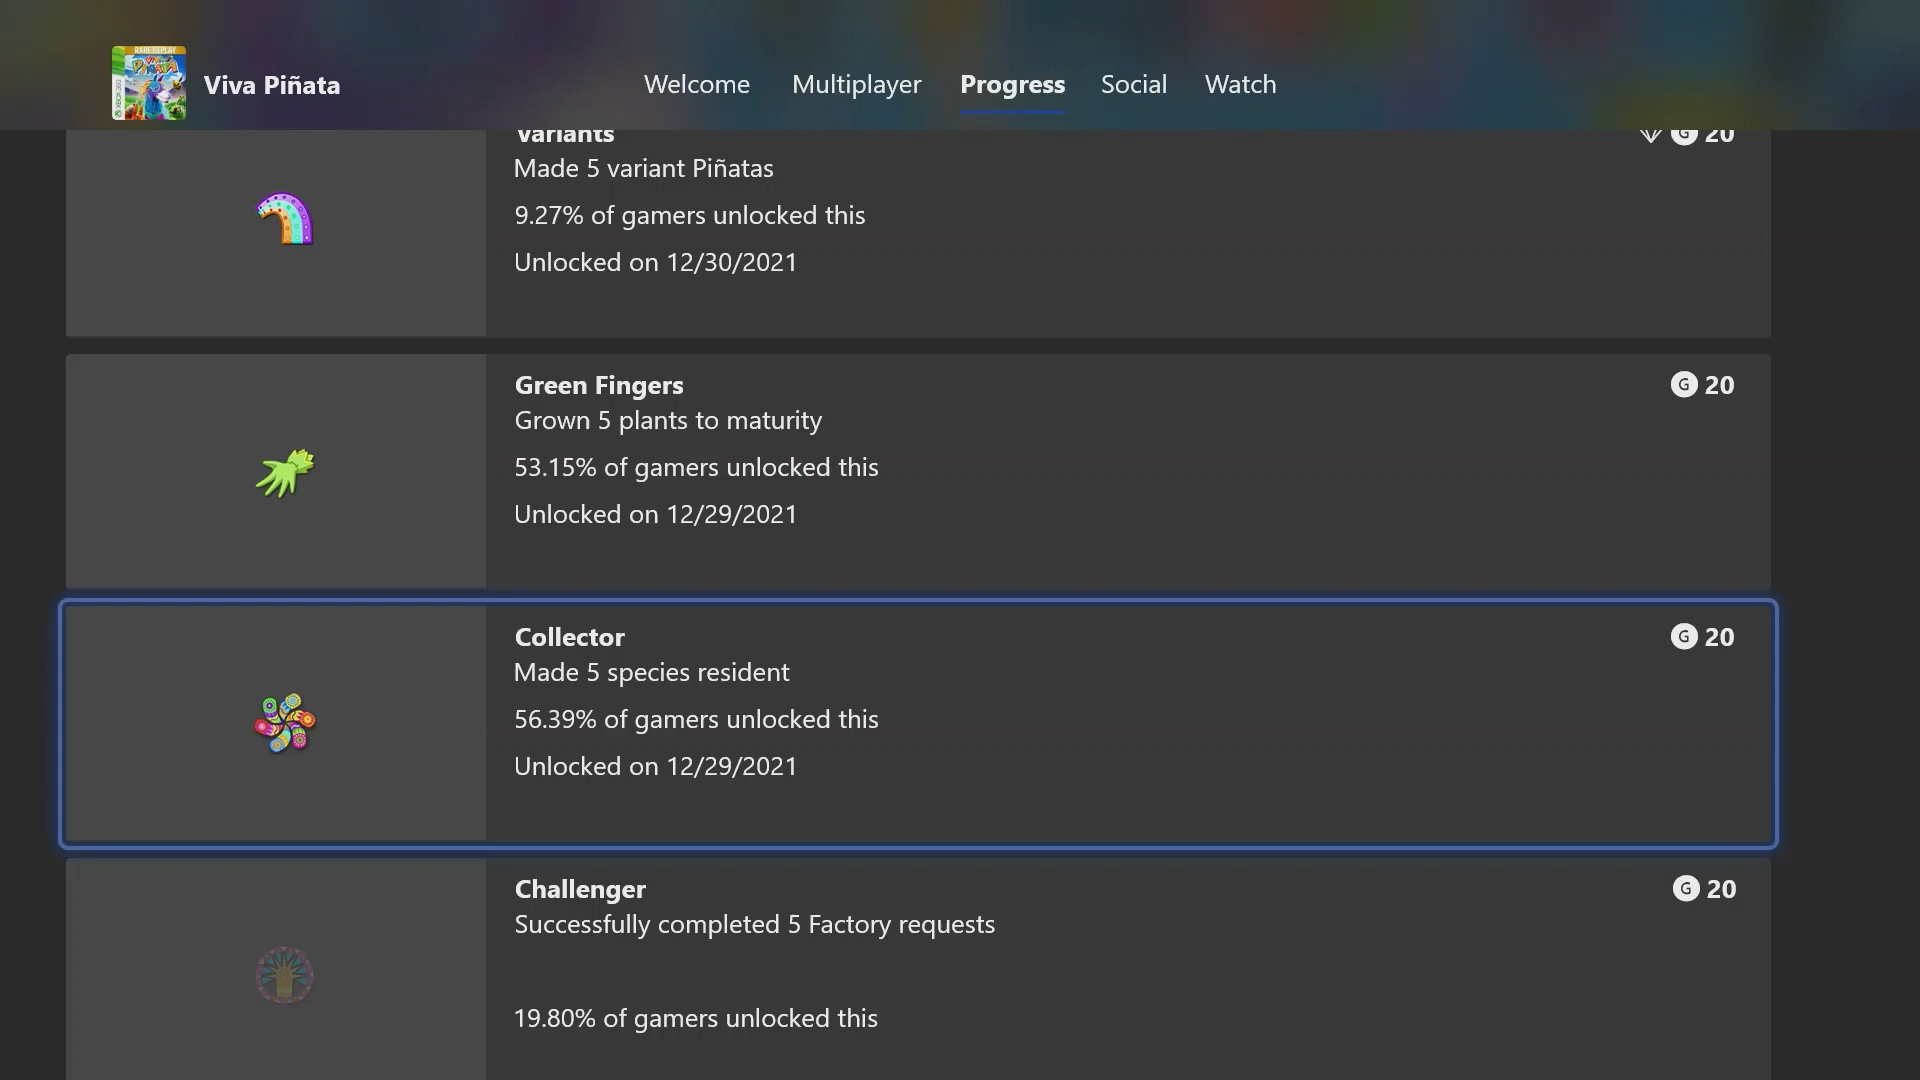 Viva Piñata
Welcome
Multiplayer
Progress
Social
Watch
Variants
G 20
Made 5 variant Piñatas
9.27% of gamers unlocked this
Unlocked on 12/30/2021
Green Fingers
G 20
Grown 5 plants to maturity
53.15% of gamers unlocked this
Unlocked on 12/29/2021
Collector
G 20
Made 5 species resident
56.39% of gamers unlocked this
Unlocked on 12/29/2021
Challenger
G 20
Successfully completed 5 Factory requests
19.80% of gamers unlocked this